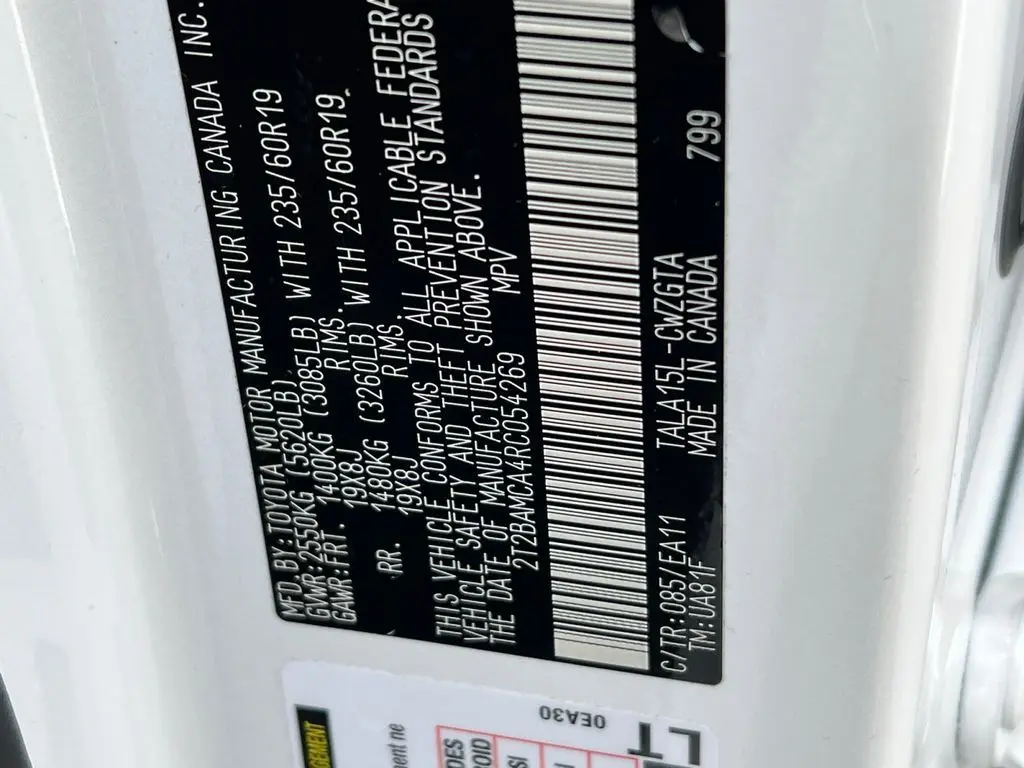 MFD BY:TOYOTA MOTOR MANUFACTURING CANADA INC.
GVWR:2550KG (5620LB)
GAWR:FRT. 1400KG (3085LB) WITH 235/60R19
19X8J RIMS.
RR. 1480KG (3260LB) WITH 235/60R19.
19X8J RIMS.
THIS VEHICLE CONFORMS TO ALL APPLICABLE FEDERA
VEHICLE SAFETY AND THEFT PREVENTION STANDARDS
THE DATE OF MANUFACTURE SHOWN ABOVE.
2T2BAMCA4RC054269 MPV
C/TR:085/EA11 TALA15L-CWZGTA 799
TM:UA81F MADE IN CANADA
0EA30